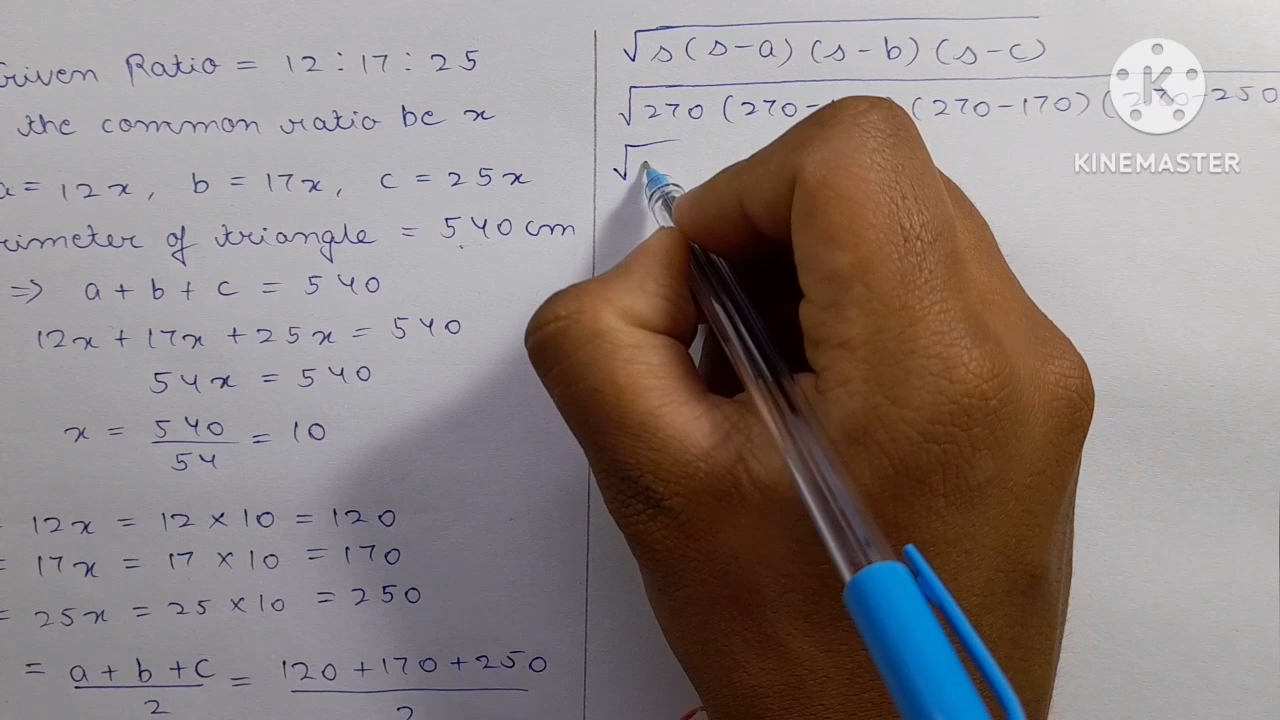 Given Ratio = 12 : 17 : 25
the common ratio be x
a = 12x, b = 17x, c = 25x
rimeter of triangle = 540 cm
⇒ a + b + c = 540
12x + 17x + 25x = 540
54x = 540
x = 540/54 = 10
= 12x = 12 × 10 = 120
= 17x = 17 × 10 = 170
= 25x = 25 × 10 = 250
= a + b + c/2 = 120 + 170 + 250/2
√s(s-a)(s-b)(s-c)
√270 (270- (270-170) (270-250
√
KINEMASTER